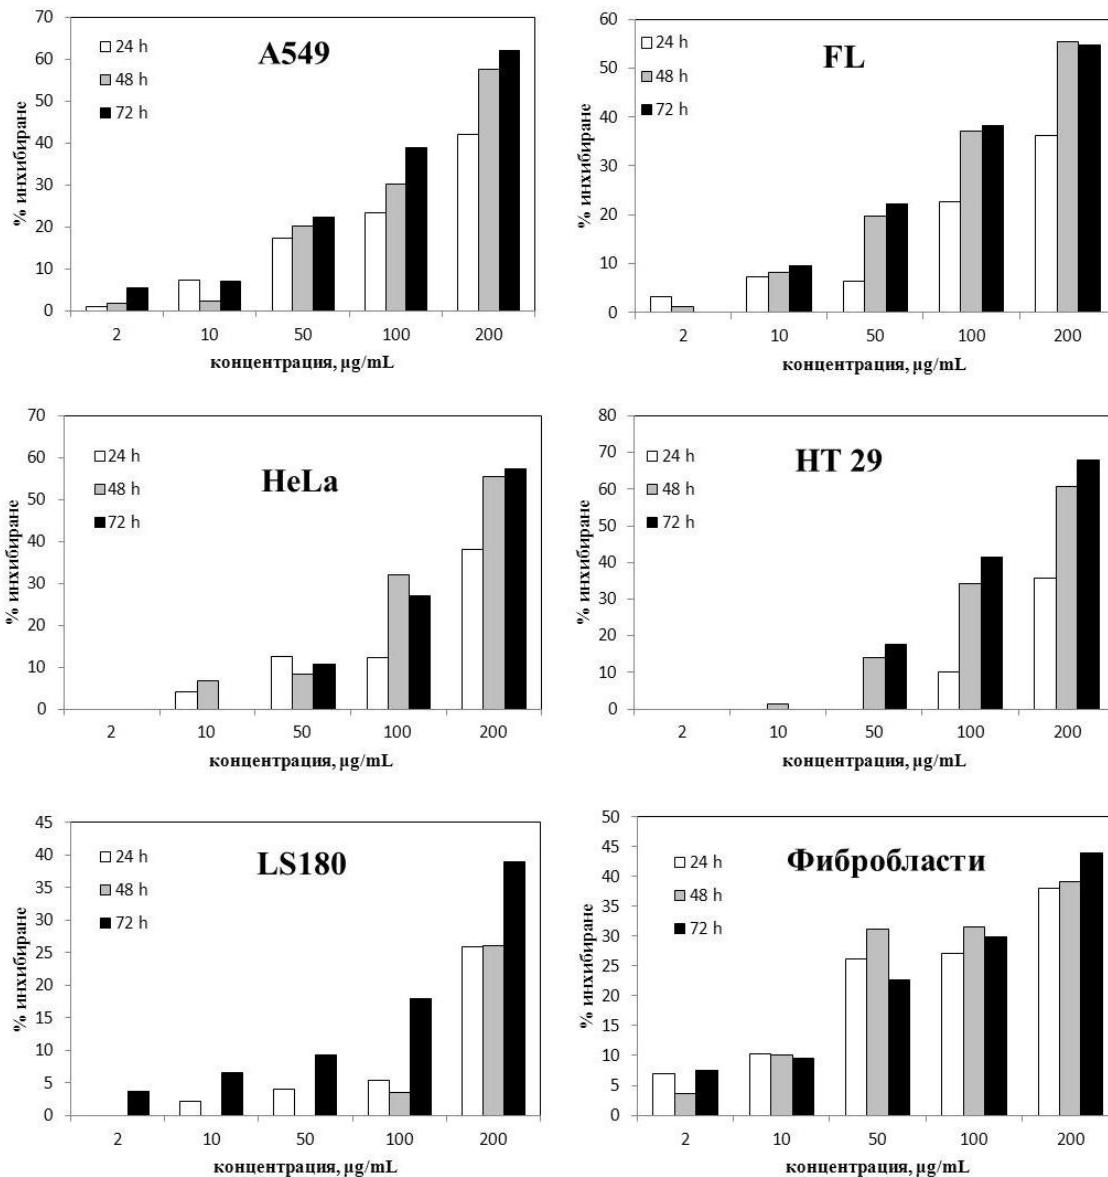 70
60
50
40
30
20
10
0
% инхибиране
24 h
48 h
72 h
A549
2 10 50 100 200
концентрация, µg/mL
60
50
40
30
20
10
0
% инхибиране
24 h
48 h
72 h
FL
2 10 50 100 200
концентрация, µg/mL
70
60
50
40
30
20
10
0
% инхибиране
24 h
48 h
72 h
HeLa
2 10 50 100 200
концентрация, µg/mL
80
70
60
50
40
30
20
10
0
% инхибиране
24 h
48 h
72 h
HT 29
2 10 50 100 200
концентрация, µg/mL
45
40
35
30
25
20
15
10
5
0
% инхибиране
24 h
48 h
72 h
LS180
2 10 50 100 200
концентрация, µg/mL
50
45
40
35
30
25
20
15
10
5
0
% инхибиране
24 h
48 h
72 h
Фибробласти
2 10 50 100 200
концентрация, µg/mL